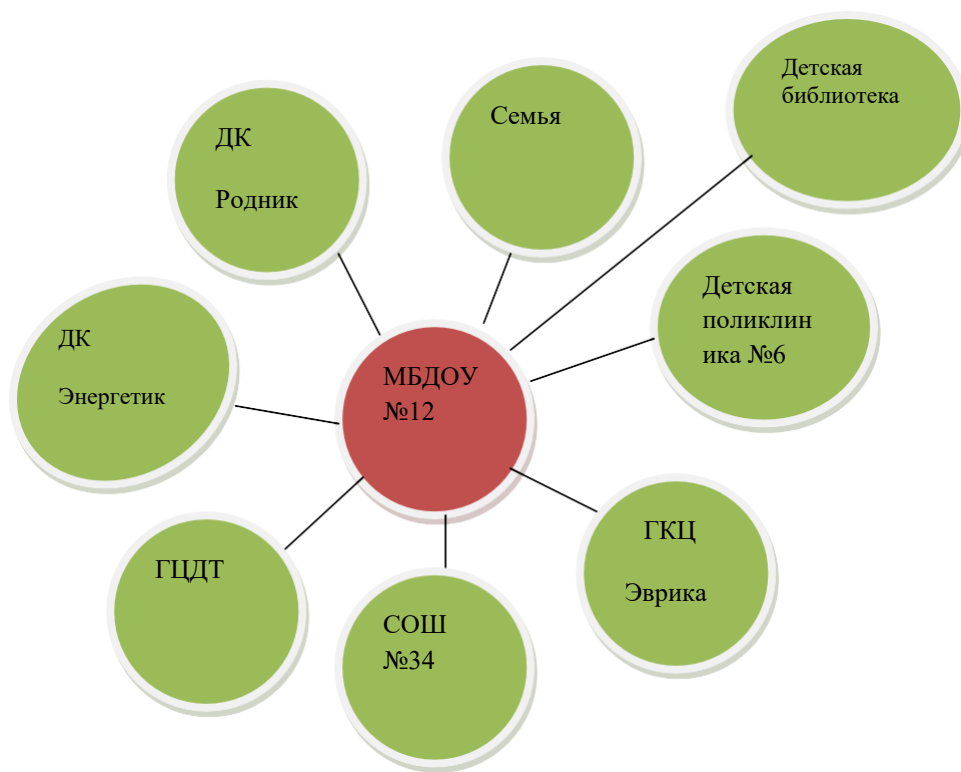 ДК
Родник
Семья
Детская
библиотека
ДК
Энергетик
МБДОУ
№12
Детская
поликлин
ика №6
ГЦДТ
СОШ
№34
ГКЦ
Эврика